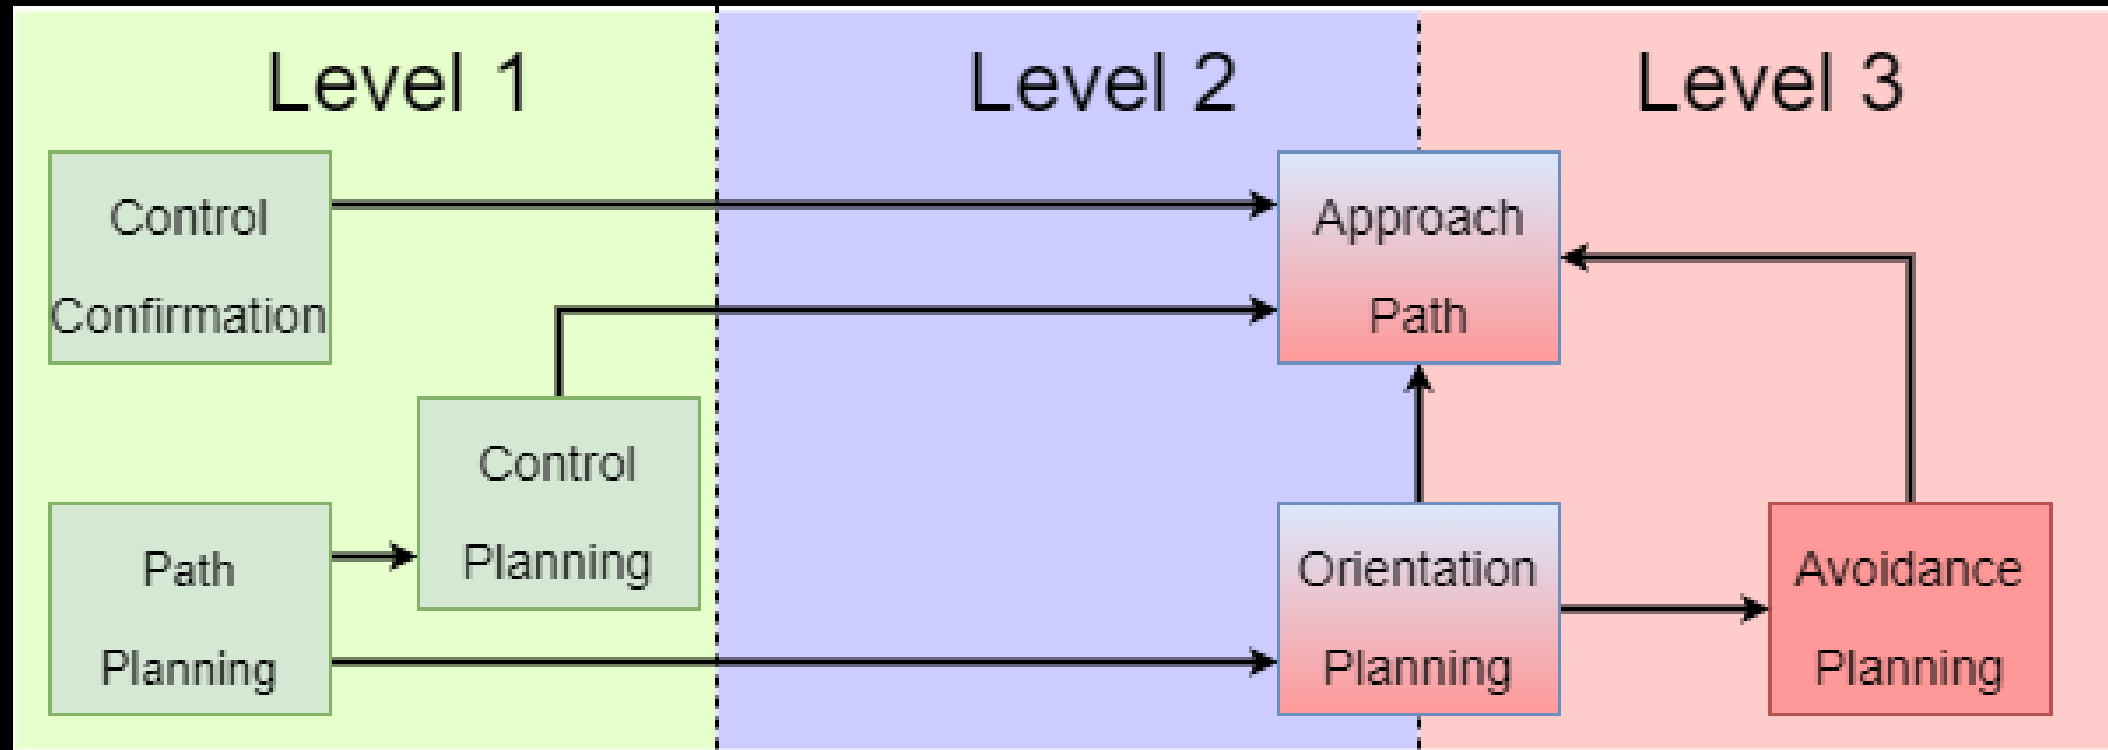 Level 1
Level 2
Level 3
Control
Confirmation
Approach
Path
Control
Planning
Path
Planning
Orientation
Planning
Avoidance
Planning